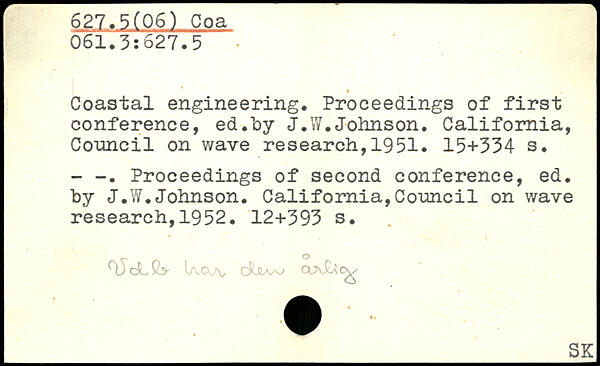 627.5(06) Coa
061.3:627.5
Coastal engineering. Proceedings of first
conference, ed.by J.W.Johnson. California,
Council on wave research,1951. 15+334 s.
- -. Proceedings of second conference, ed.
by J.W.Johnson. California,Council on wave
research,1952. 12+393 s.
Vdb har den årlig
SK